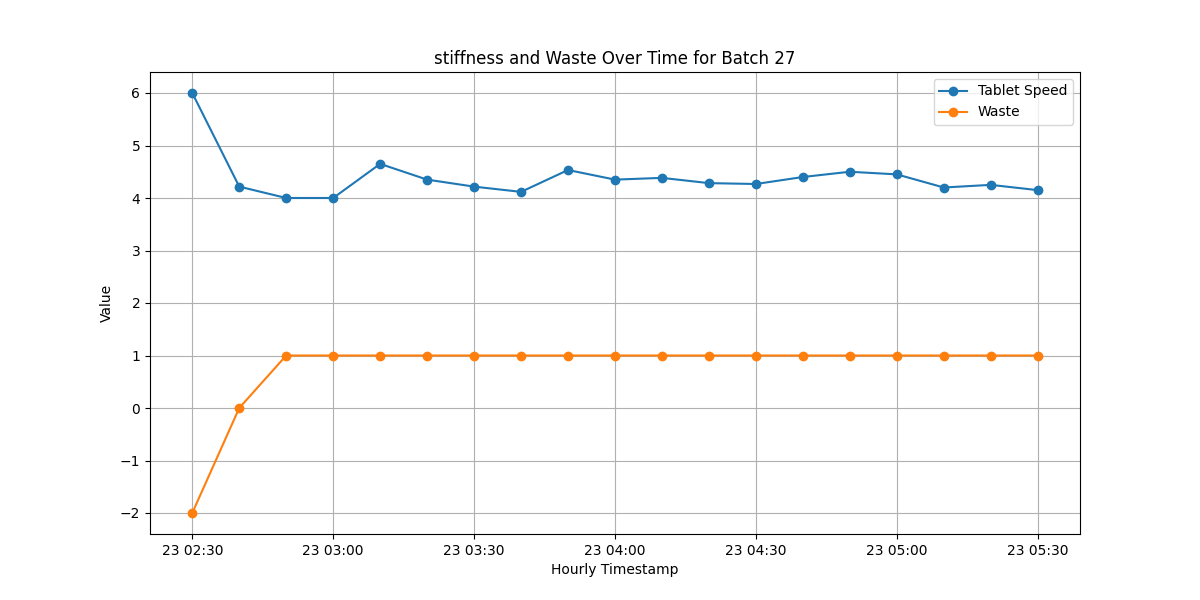 stiffness and Waste Over Time for Batch 27
Tablet Speed
Waste
6
5
4
3
2
1
0
−1
−2
Value
23 02:30 23 03:00 23 03:30 23 04:00 23 04:30 23 05:00 23 05:30
Hourly Timestamp